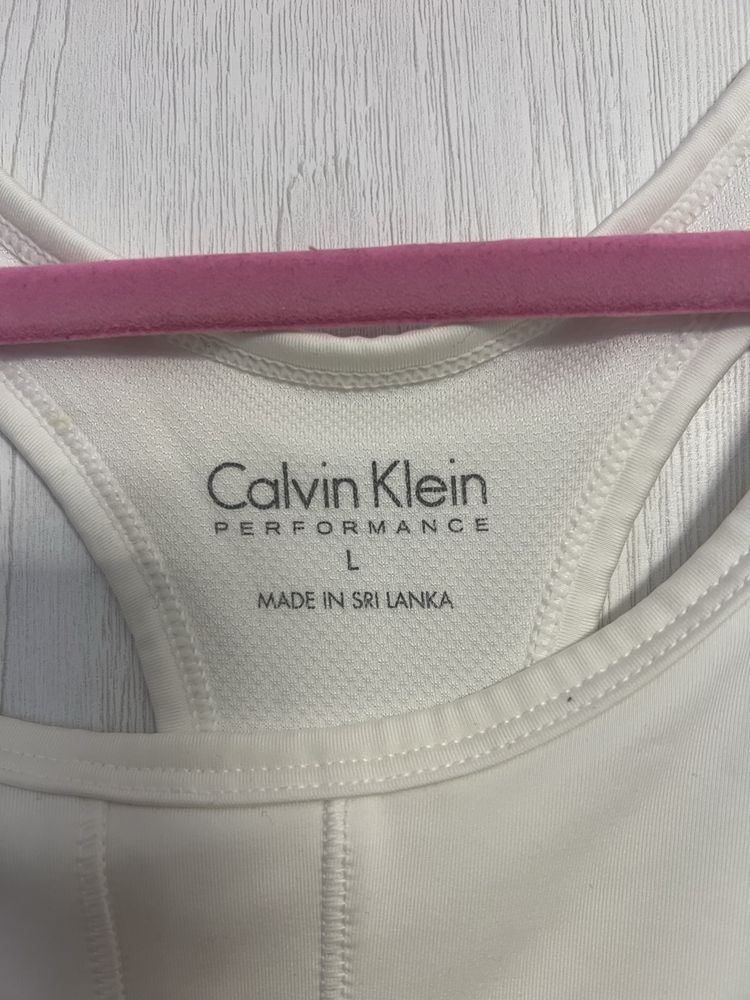 Calvin Klein
PERFORMANCE
L
MADE IN SRI LANKA